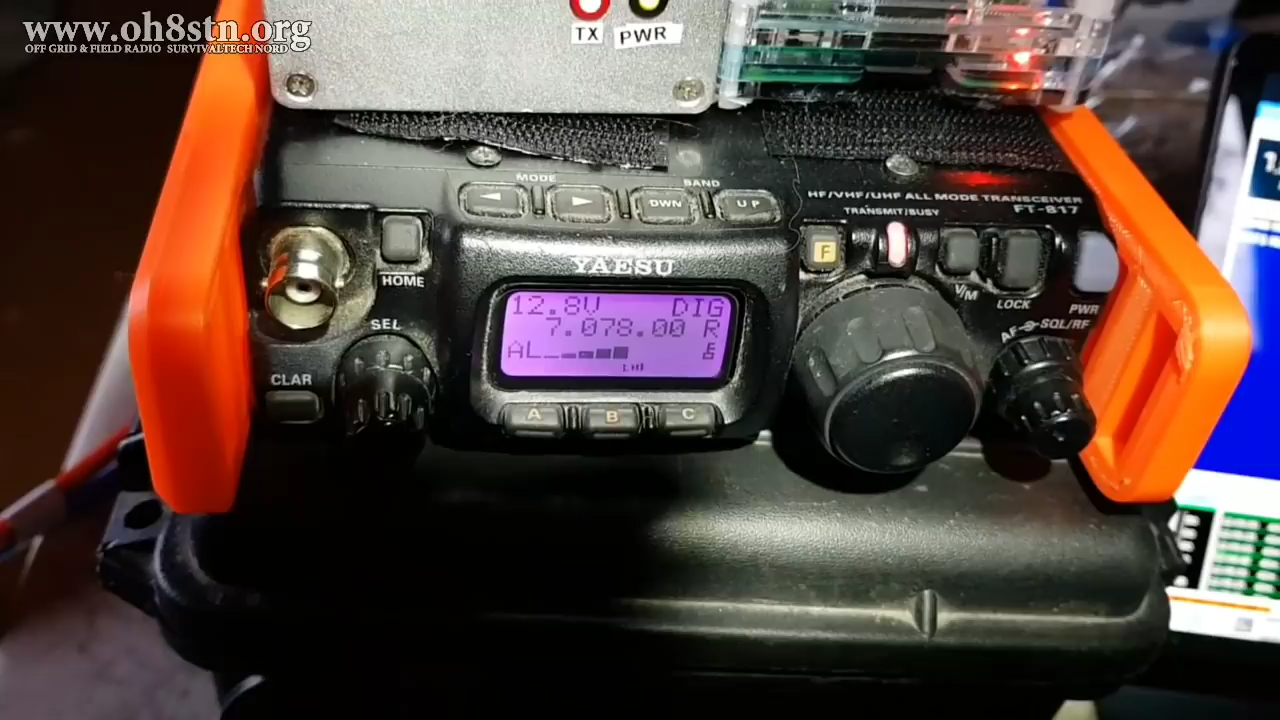 www.oh8stn.org
OFF GRID & FIELD RADIO SURVIVALTECH NORD
TX PWR
MODE BAND
DWN UP
HF/VHF/UHF ALL MODE TRANSCEIVER
FT-817
TRANSMIT/BUSY
F
HOME
YAESU
V/M
LOCK
PWR
SEL
AF
SQL/RF
12.8V DIG
7.078.00 R
AL
CLAR
A B C